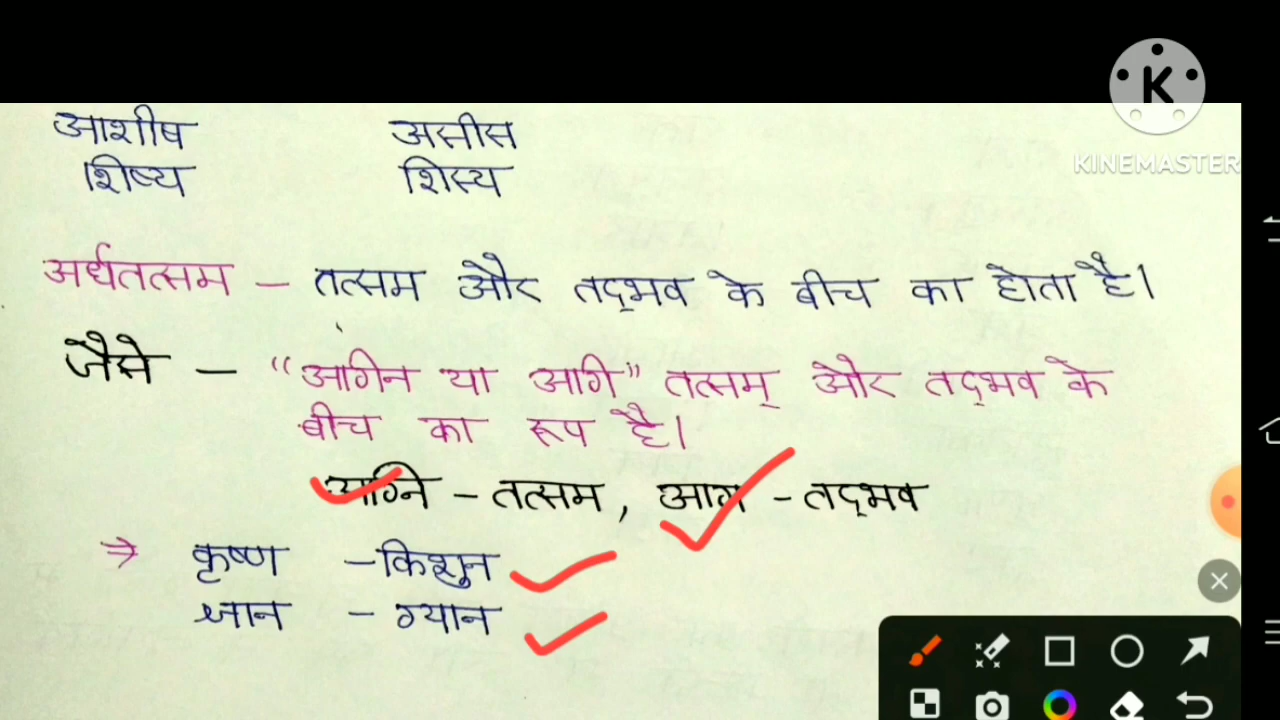 आशीष असीस
शिष्य शिस्य
अर्धतत्सम – तत्सम और तद्भव के बीच का होता है।
जैसे – "अगिन या आगि" तत्सम् और तद्भव के
बीच का रूप है।
अग्नि – तत्सम, आग – तद्भव
⇒ कृष्ण – किशुन
ज्ञान – ग्यान
K
KINEMASTER